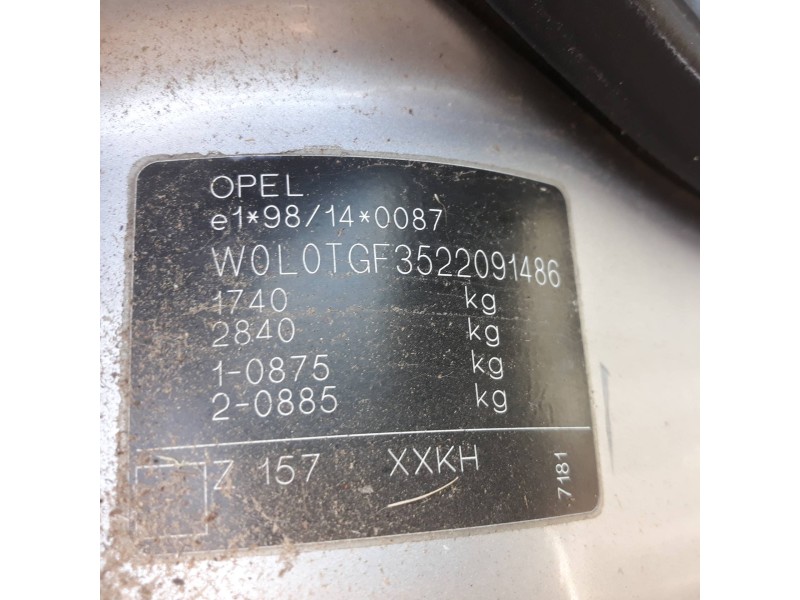 OPEL
e1*98/14*0087
W0L0TGF3522091486
1740 kg
2840 kg
1-0875 kg
2-0885 kg
Z 157 XXKH
7181